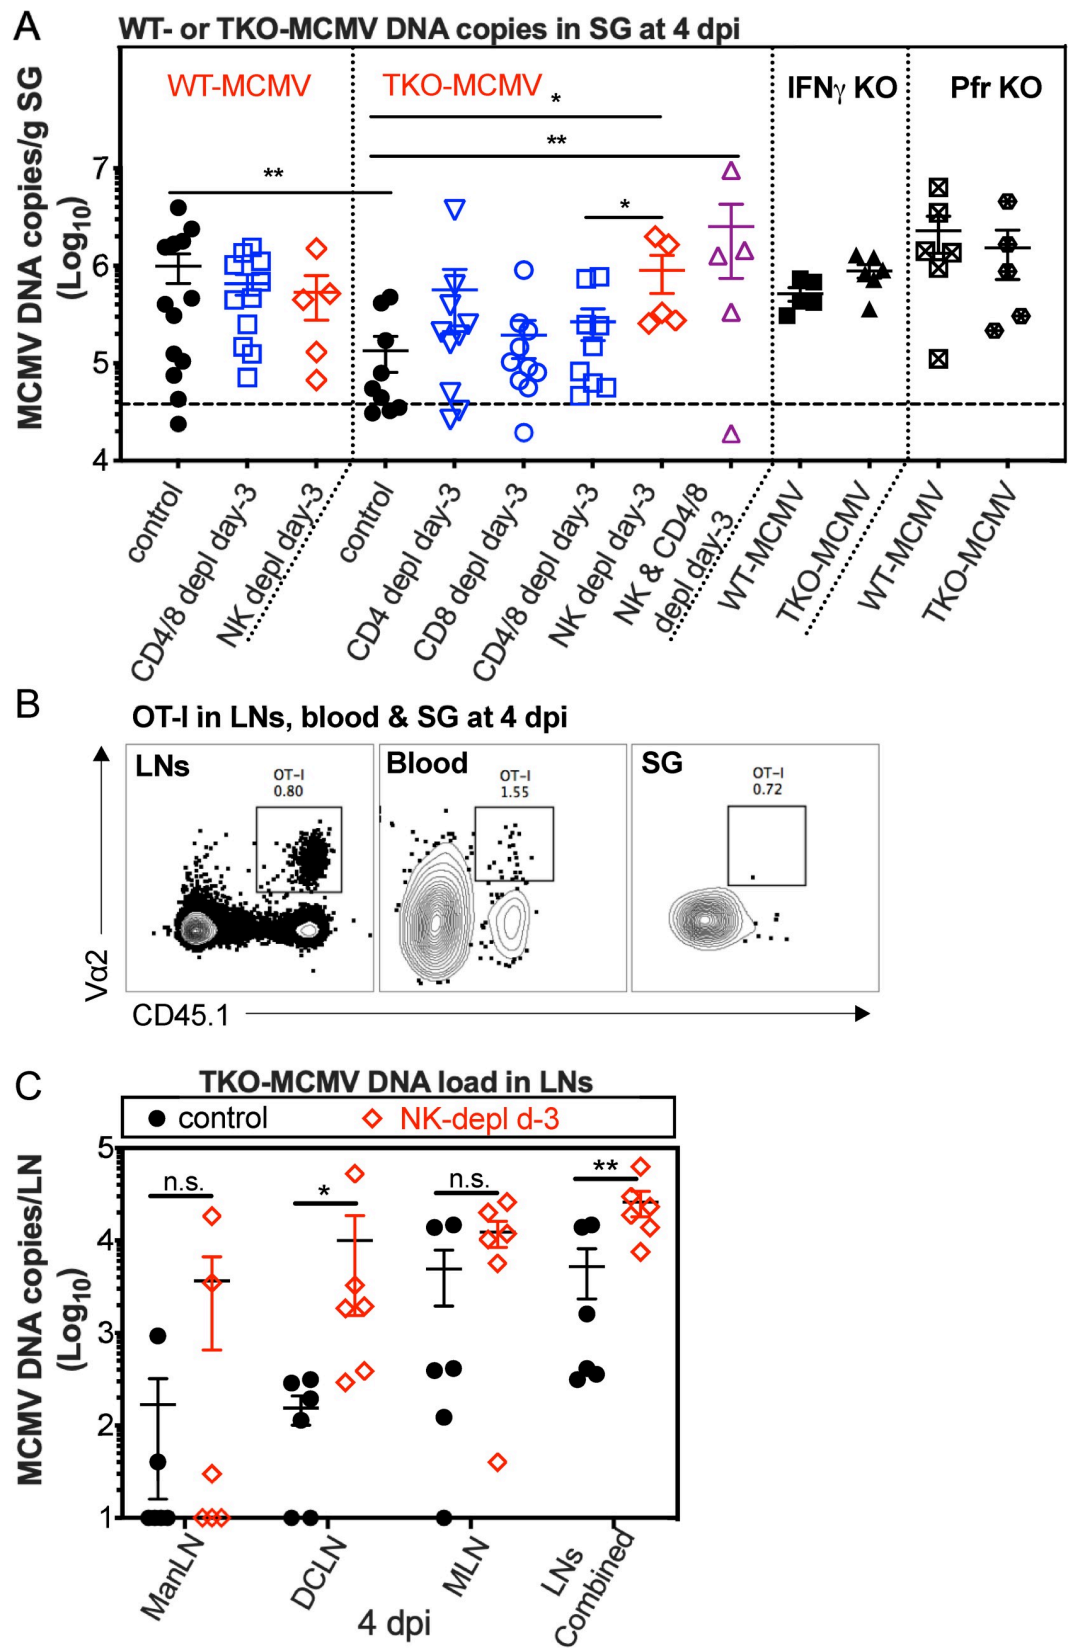 A
WT- or TKO-MCMV DNA copies in SG at 4 dpi
MCMV DNA copies/g SG
(Log10)
WT-MCMV
TKO-MCMV
IFNγ KO
Pfr KO
*
**
**
*
7
6
5
4
control
CD4/8 depl day-3
NK depl day-3
control
CD4 depl day-3
CD8 depl day-3
CD4/8 depl day-3
NK depl day-3
NK & CD4/8
depl day-3
WT-MCMV
TKO-MCMV
WT-MCMV
TKO-MCMV
B
OT-I in LNs, blood & SG at 4 dpi
LNs
OT-I
0.80
Blood
OT-I
1.55
SG
OT-I
0.72
Vα2
CD45.1
C
TKO-MCMV DNA load in LNs
control
NK-depl d-3
MCMV DNA copies/LN
(Log10)
5
4
3
2
1
n.s.
*
n.s.
**
ManLN
DCLN
MLN
LNs
Combined
4 dpi